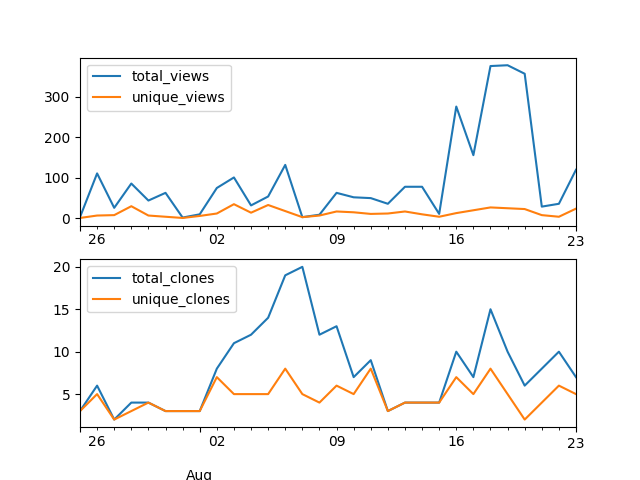 total_views
unique_views
300
200
100
0
26 02 09 16 23
total_clones
unique_clones
20
15
10
5
26 02 09 16 23
Aug